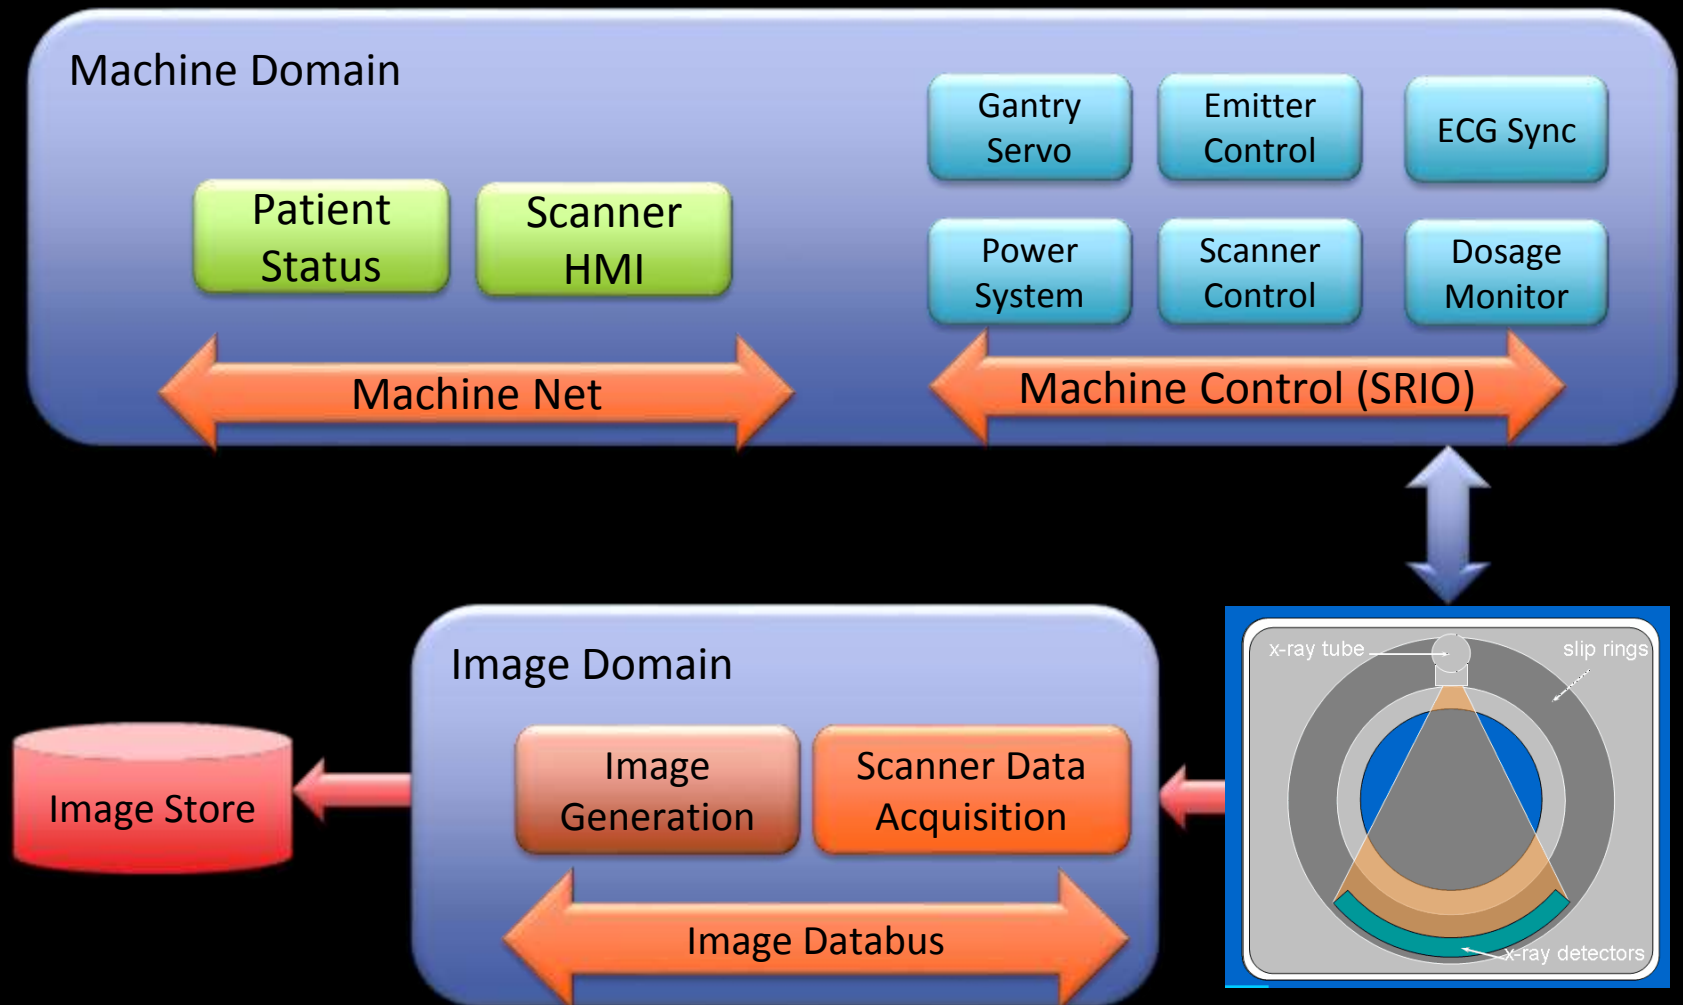 Machine Domain
Gantry
Servo
Emitter
Control
ECG Sync
Patient
Status
Scanner
HMI
Power
System
Scanner
Control
Dosage
Monitor
Machine Net
Machine Control (SRIO)
Image Domain
x-ray tube
slip rings
Image Store
Image
Generation
Scanner Data
Acquisition
Image Databus
x-ray detectors